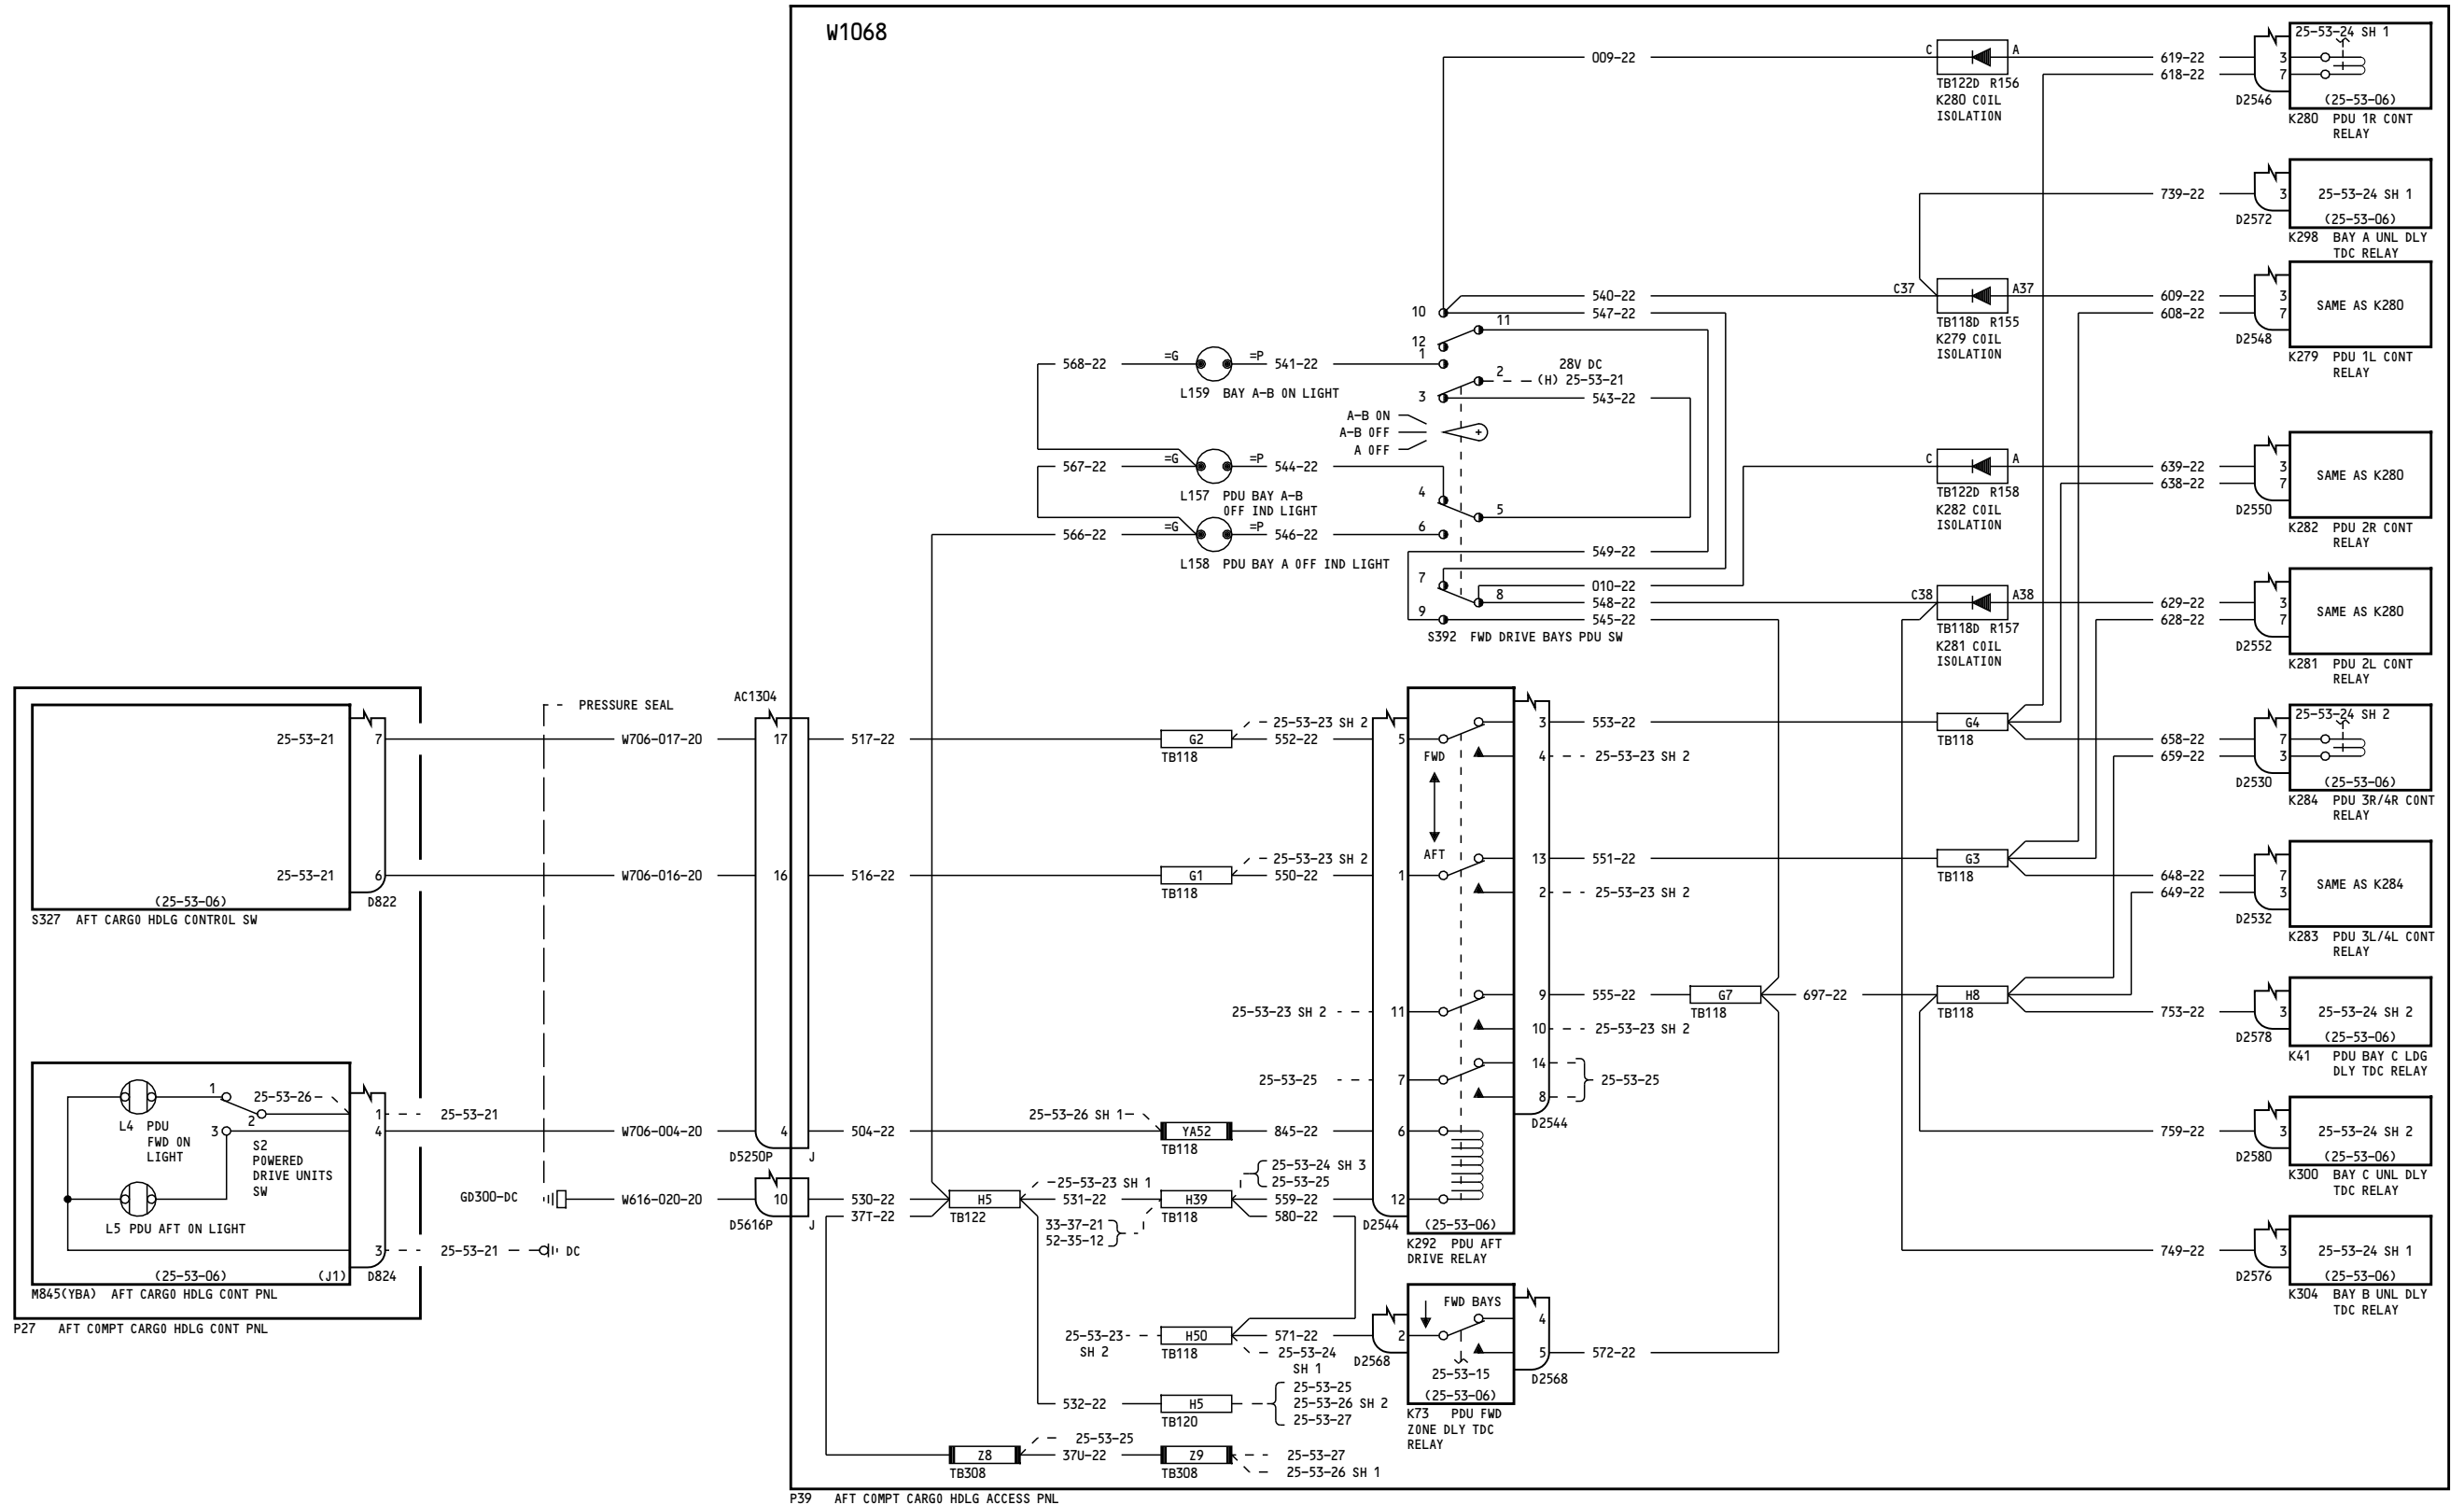 W1068
009-22
C
A
TB122D R156
K280 COIL
ISOLATION
619-22
618-22
3
7
D2546
25-53-24 SH 1
(25-53-06)
K280 PDU 1R CONT
RELAY
739-22
3
D2572
25-53-24 SH 1
(25-53-06)
K298 BAY A UNL DLY
TDC RELAY
10
540-22
547-22
C37
A37
TB118D R155
K279 COIL
ISOLATION
609-22
608-22
3
7
D2548
SAME AS K280
K279 PDU 1L CONT
RELAY
11
12
1
568-22
=G
=P
541-22
L159 BAY A-B ON LIGHT
2
28V DC
(H) 25-53-21
3
543-22
A-B ON
A-B OFF
A OFF
567-22
=G
=P
544-22
L157 PDU BAY A-B
OFF IND LIGHT
4
5
C
A
TB122D R158
K282 COIL
ISOLATION
639-22
638-22
3
7
D2550
SAME AS K280
K282 PDU 2R CONT
RELAY
566-22
=G
=P
546-22
L158 PDU BAY A OFF IND LIGHT
6
549-22
7
010-22
8
548-22
9
545-22
S392 FWD DRIVE BAYS PDU SW
C38
A38
TB118D R157
K281 COIL
ISOLATION
629-22
628-22
3
7
D2552
SAME AS K280
K281 PDU 2L CONT
RELAY
PRESSURE SEAL
AC1304
25-53-21
7
W706-017-20
17
517-22
G2
TB118
25-53-23 SH 2
552-22
5
3
553-22
4
25-53-23 SH 2
FWD
AFT
G4
TB118
658-22
659-22
7
3
D2530
25-53-24 SH 2
(25-53-06)
K284 PDU 3R/4R CONT
RELAY
25-53-21
6
W706-016-20
16
516-22
G1
TB118
25-53-23 SH 2
550-22
1
13
551-22
2
25-53-23 SH 2
G3
TB118
648-22
649-22
7
3
D2532
SAME AS K284
K283 PDU 3L/4L CONT
RELAY
(25-53-06)
D822
S327 AFT CARGO HDLG CONTROL SW
25-53-23 SH 2
11
9
555-22
10
25-53-23 SH 2
G7
TB118
697-22
H8
TB118
753-22
3
D2578
25-53-24 SH 2
(25-53-06)
K41 PDU BAY C LDG
DLY TDC RELAY
25-53-25
7
14
8
25-53-25
D2544
1
25-53-26
2
3
L4 PDU
FWD ON
LIGHT
S2
POWERED
DRIVE UNITS
SW
L5 PDU AFT ON LIGHT
1
25-53-21
4
W706-004-20
4
504-22
D5250P
J
25-53-26 SH 1
YA52
TB118
845-22
6
759-22
3
D2580
25-53-24 SH 2
(25-53-06)
K300 BAY C UNL DLY
TDC RELAY
GD300-DC
W616-020-20
10
D5616P
J
530-22
37T-22
H5
TB122
25-53-23 SH 1
531-22
33-37-21
52-35-12
H39
TB118
25-53-24 SH 3
25-53-25
559-22
580-22
12
D2544
(25-53-06)
K292 PDU AFT
DRIVE RELAY
3
25-53-21
DC
(25-53-06)
(J1)
D824
M845(YBA) AFT CARGO HDLG CONT PNL
P27 AFT COMPT CARGO HDLG CONT PNL
749-22
3
D2576
25-53-24 SH 1
(25-53-06)
K304 BAY B UNL DLY
TDC RELAY
25-53-23
SH 2
H50
TB118
571-22
25-53-24
SH 1
2
D2568
FWD BAYS
25-53-15
(25-53-06)
4
5
D2568
572-22
K73 PDU FWD
ZONE DLY TDC
RELAY
532-22
H5
TB120
25-53-25
25-53-26 SH 2
25-53-27
Z8
TB308
25-53-25
37U-22
Z9
TB308
25-53-27
25-53-26 SH 1
P39 AFT COMPT CARGO HDLG ACCESS PNL